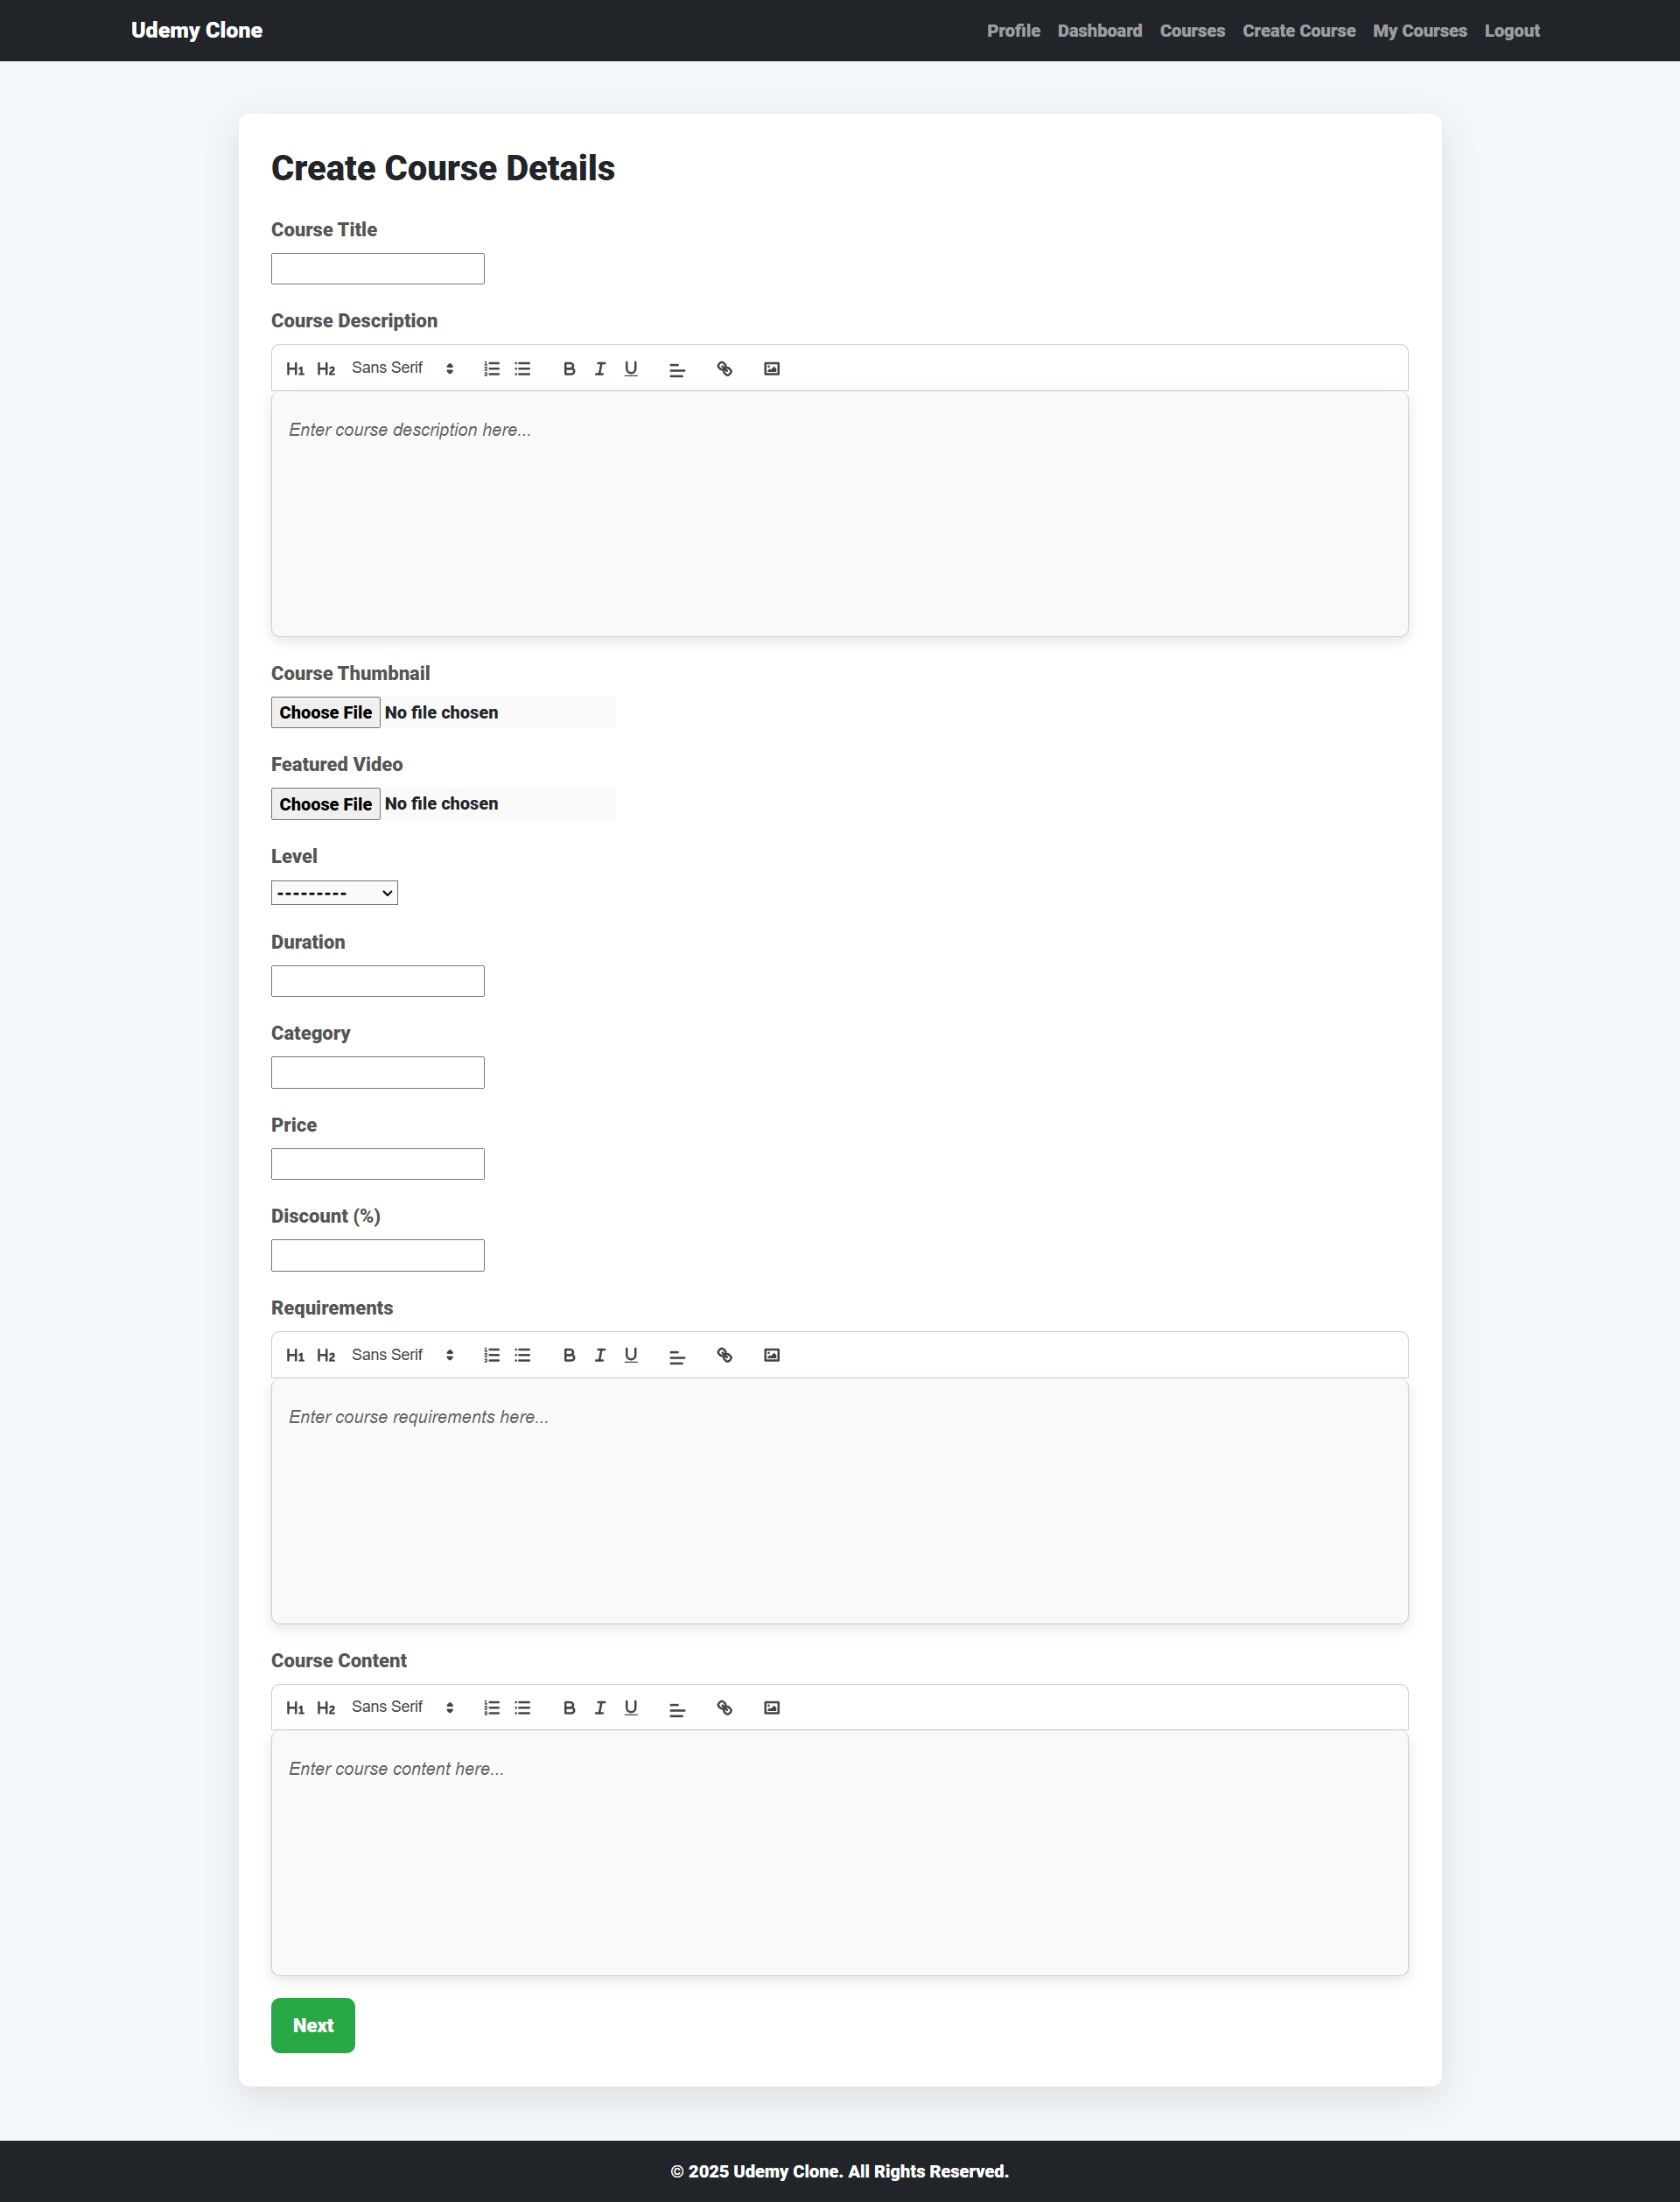 Udemy Clone Profile Dashboard Courses Create Course My Courses Logout
Create Course Details
Course Title
Course Description
H1 H2 Sans Serif B I U
Enter course description here...
Course Thumbnail
Choose File No file chosen
Featured Video
Choose File No file chosen
Level
---------
Duration
Category
Price
Discount (%)
Requirements
H1 H2 Sans Serif B I U
Enter course requirements here...
Course Content
H1 H2 Sans Serif B I U
Enter course content here...
Next
© 2025 Udemy Clone. All Rights Reserved.